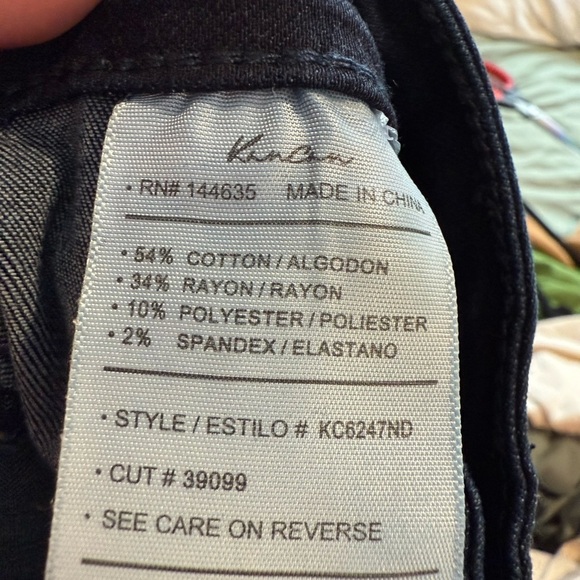 KanCan
• RN# 144635 MADE IN CHINA
• 54% COTTON / ALGODON
• 34% RAYON / RAYON
• 10% POLYESTER / POLIESTER
• 2% SPANDEX / ELASTANO
• STYLE / ESTILO # KC6247ND
• CUT # 39099
• SEE CARE ON REVERSE